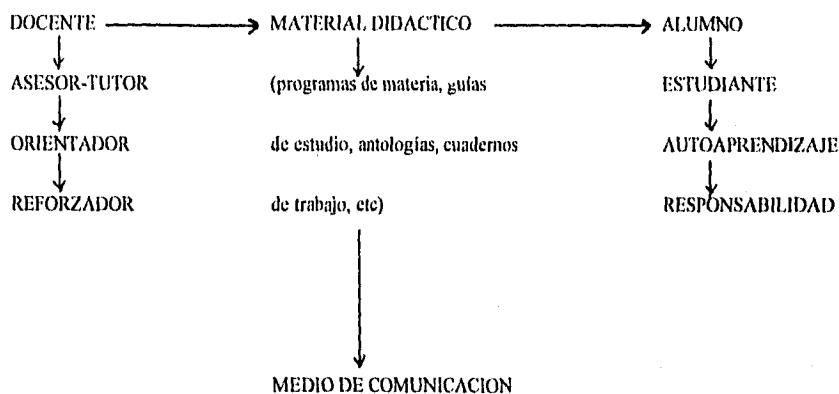 DOCENTE MATERIAL DIDACTICO ALUMNO
ASESOR-TUTOR (programas de materia, guías ESTUDIANTE
ORIENTADOR de estudio, antologías, cuadernos AUTOAPRENDIZAJE
REFORZADOR de trabajo, etc) RESPONSABILIDAD
MEDIO DE COMUNICACION